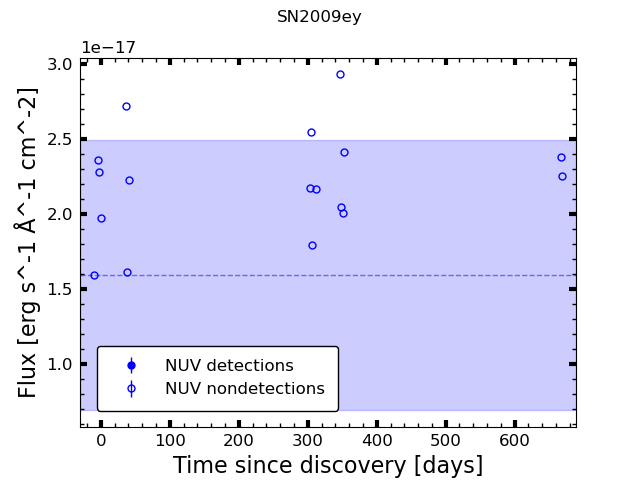 SN2009ey
1e−17
3.0
2.5
2.0
1.5
1.0
Flux [erg s^-1 Å^-1 cm^-2]
NUV detections
NUV nondetections
0 100 200 300 400 500 600
Time since discovery [days]